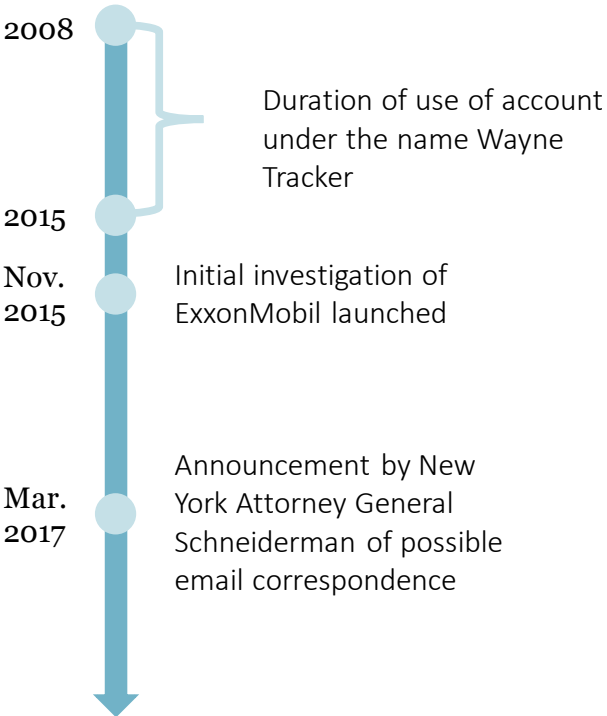 2008
Duration of use of account
under the name Wayne
Tracker
2015
Nov.
2015
Initial investigation of
ExxonMobil launched
Mar.
2017
Announcement by New
York Attorney General
Schneiderman of possible
email correspondence